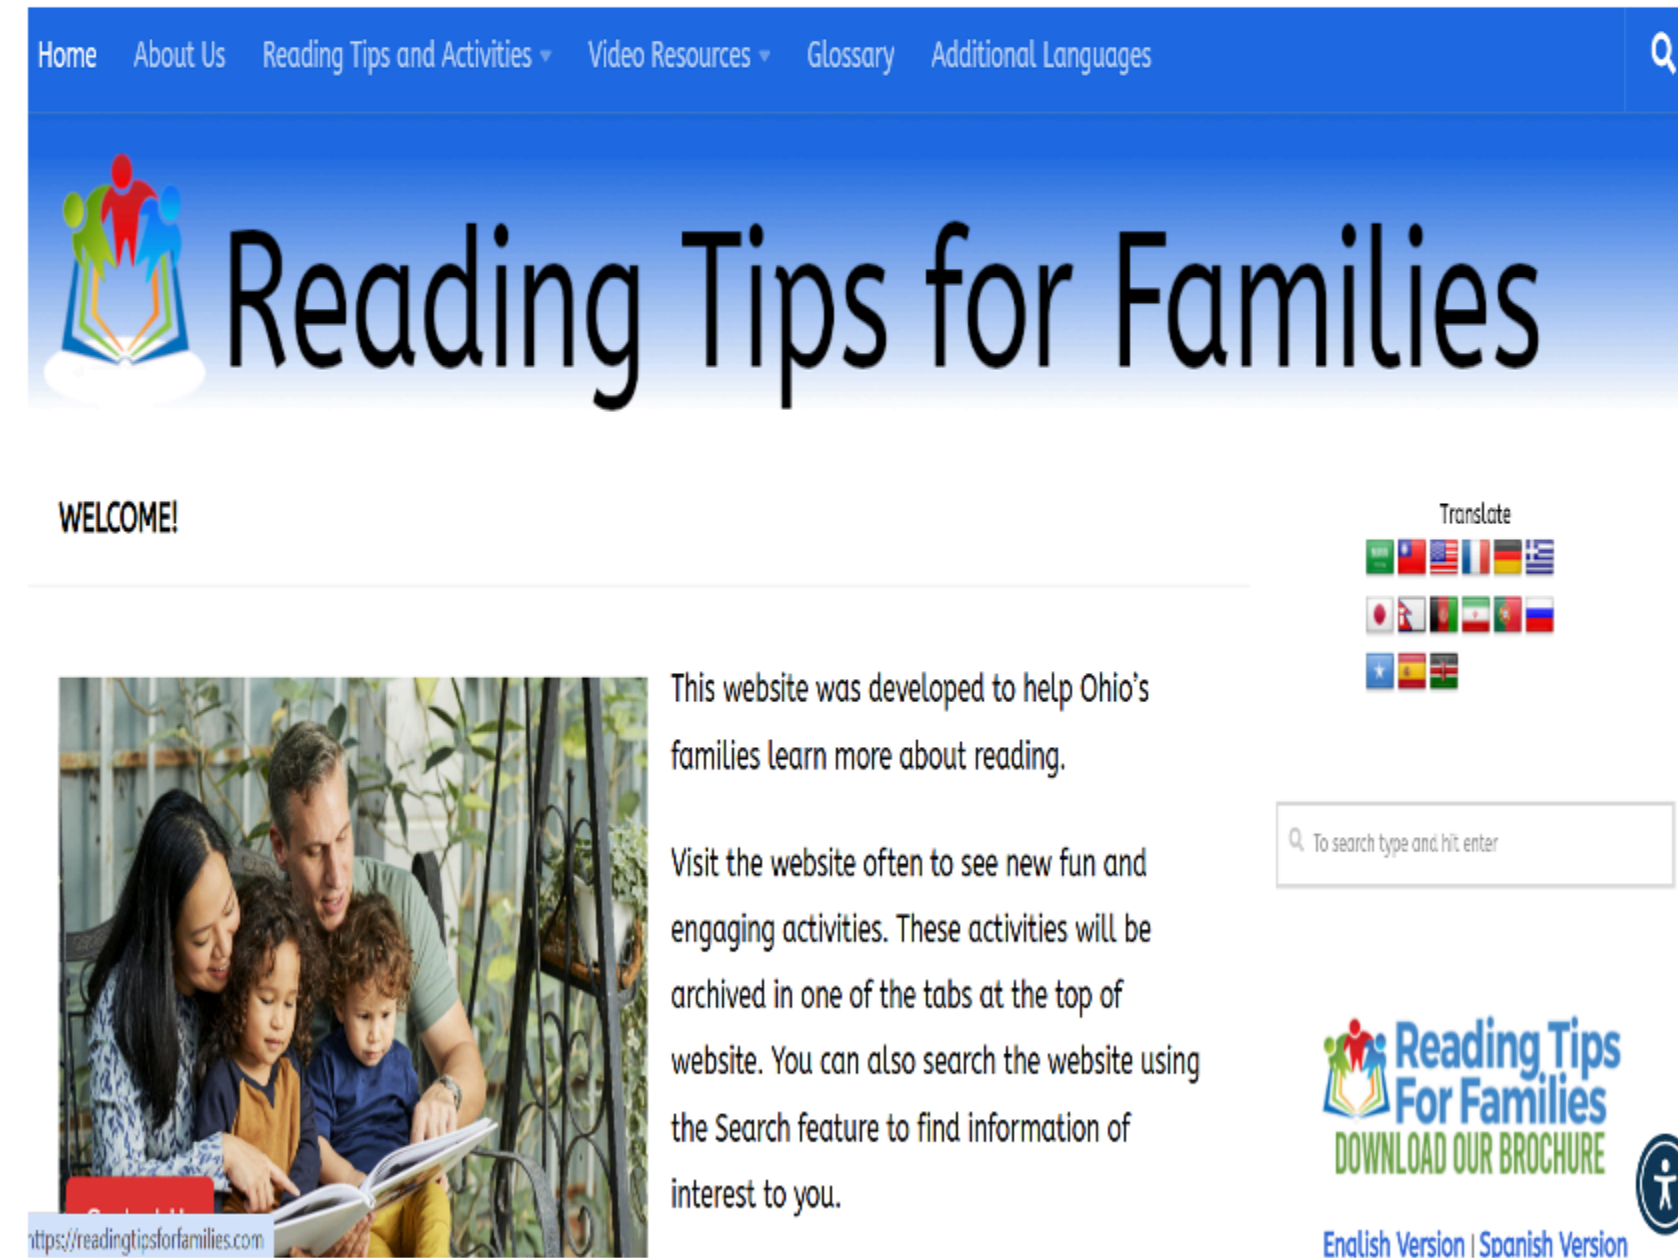 Home About Us Reading Tips and Activities Video Resources Glossary Additional Languages
Reading Tips for Families
WELCOME!
This website was developed to help Ohio's
families learn more about reading.
Visit the website often to see new fun and
engaging activities. These activities will be
archived in one of the tabs at the top of
website. You can also search the website using
the Search feature to find information of
interest to you.
https://readingtipsforfamilies.com
Translate
To search type and hit enter
Reading Tips
For Families
DOWNLOAD OUR BROCHURE
English Version | Spanish Version